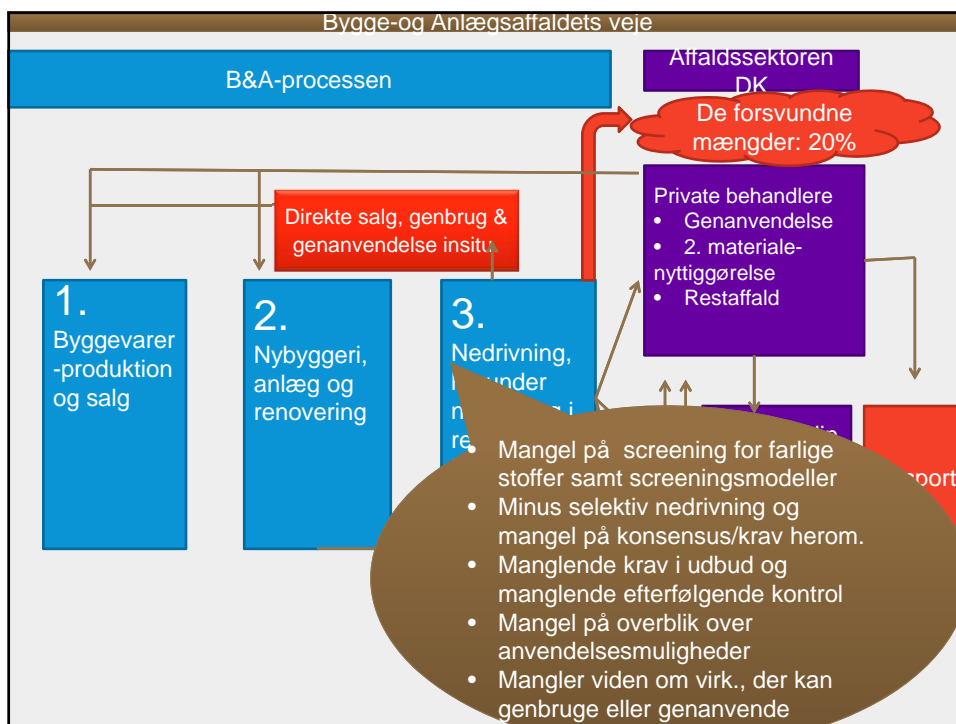 Bygge-og Anlægsaffaldets veje
B&A-processen
Affaldssektoren
DK
De forsvundne
mængder: 20%
Private behandlere
• Genanvendelse
• 2. materiale-
nyttiggørelse
• Restaffald
Direkte salg, genbrug &
genanvendelse insitu
1.
Byggevarer
-produktion
og salg
2.
Nybyggeri,
anlæg og
renovering
3.
Nedrivning,
• Mangel på screening for farlige
stoffer samt screeningsmodeller
• Minus selektiv nedrivning og
mangel på konsensus/krav herom.
• Manglende krav i udbud og
manglende efterfølgende kontrol
• Mangel på overblik over
anvendelsesmuligheder
• Mangler viden om virk., der kan
genbruge eller genanvende